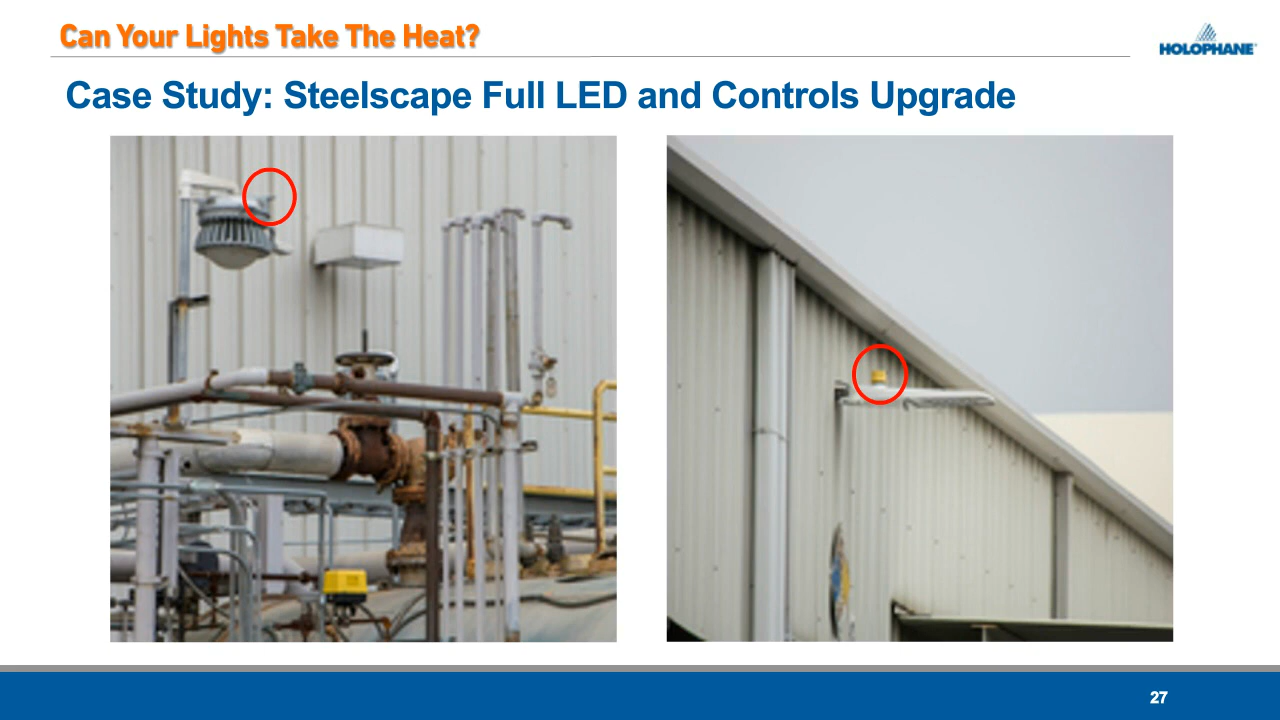 Can Your Lights Take The Heat?
HOLOPHANE®
Case Study: Steelscape Full LED and Controls Upgrade
27